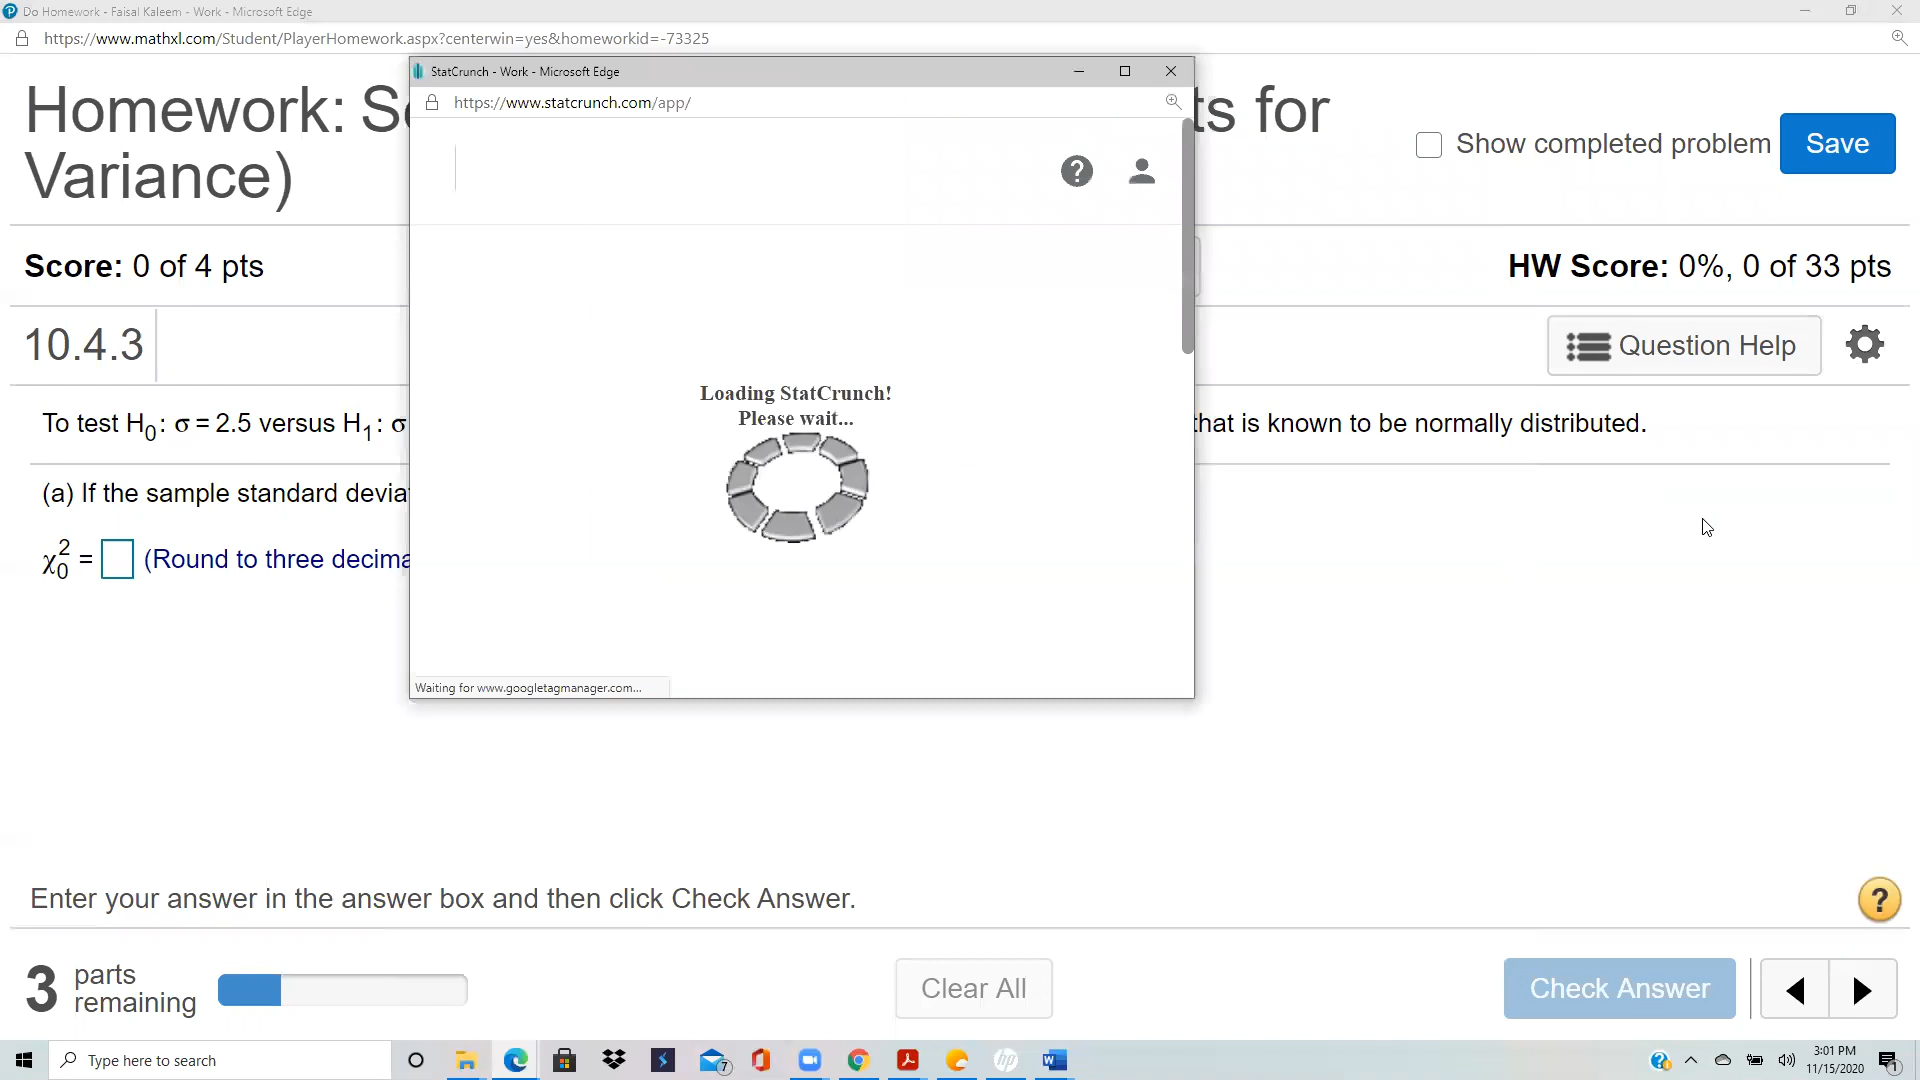 Do Homework - Faisal Kaleem - Work - Microsoft Edge
https://www.mathxl.com/Student/PlayerHomework.aspx?centerwin=yes&homeworkid=-73325
StatCrunch - Work - Microsoft Edge
https://www.statcrunch.com/app/
Homework: S ts for
Variance)
Show completed problem
Save
Score: 0 of 4 pts
HW Score: 0%, 0 of 33 pts
10.4.3
Question Help
Loading StatCrunch!
Please wait...
To test H0: σ = 2.5 versus H1: σ that is known to be normally distributed.
(a) If the sample standard devia
χ²0 = (Round to three decima
Waiting for www.googletagmanager.com...
Enter your answer in the answer box and then click Check Answer.
?
3 parts remaining
Clear All
Check Answer
Type here to search
7
3:01 PM
11/15/2020
1